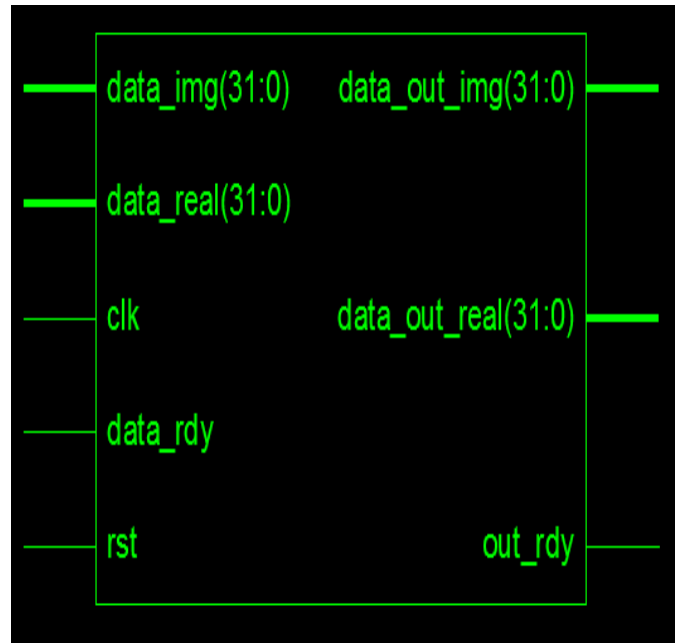 data_img(31:0) data_out_img(31:0)
data_real(31:0)
clk data_out_real(31:0)
data_rdy
rst out_rdy